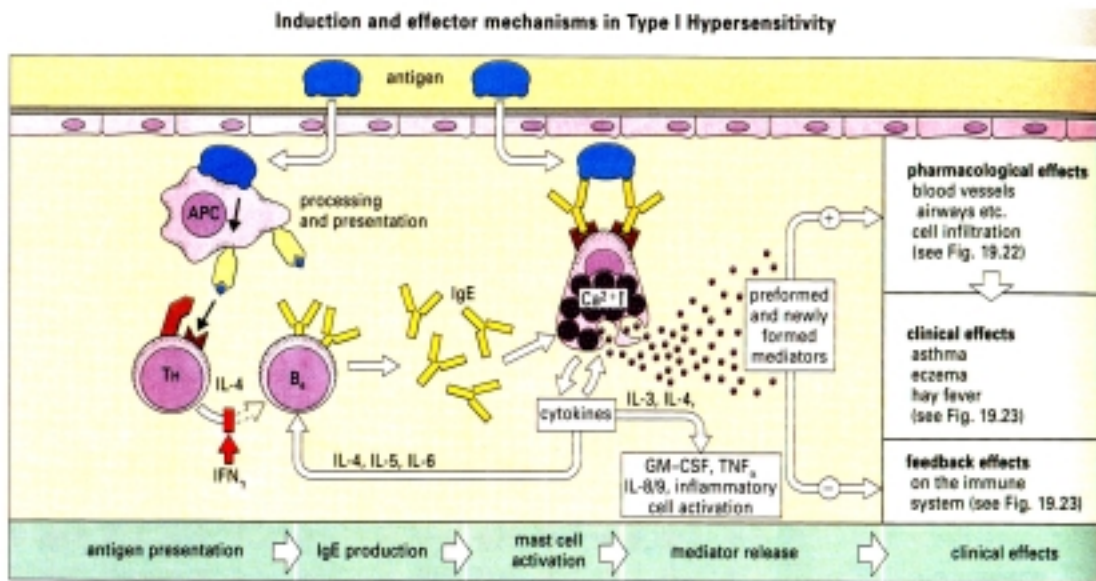 Induction and effector mechanisms in Type I Hypersensitivity
antigen
APC
processing
and presentation
IgE
Ca²⁺↑
TH
IL-4
Bε
IFNγ
IL-4, IL-5, IL-6
cytokines
IL-3, IL-4,
GM-CSF, TNFα
IL-8/9, inflammatory
cell activation
preformed
and newly
formed
mediators
+
−
pharmacological effects
blood vessels
airways etc.
cell infiltration
(see Fig. 19.22)
clinical effects
asthma
eczema
hay fever
(see Fig. 19.23)
feedback effects
on the immune
system (see Fig. 19.23)
antigen presentation
IgE production
mast cell
activation
mediator release
clinical effects